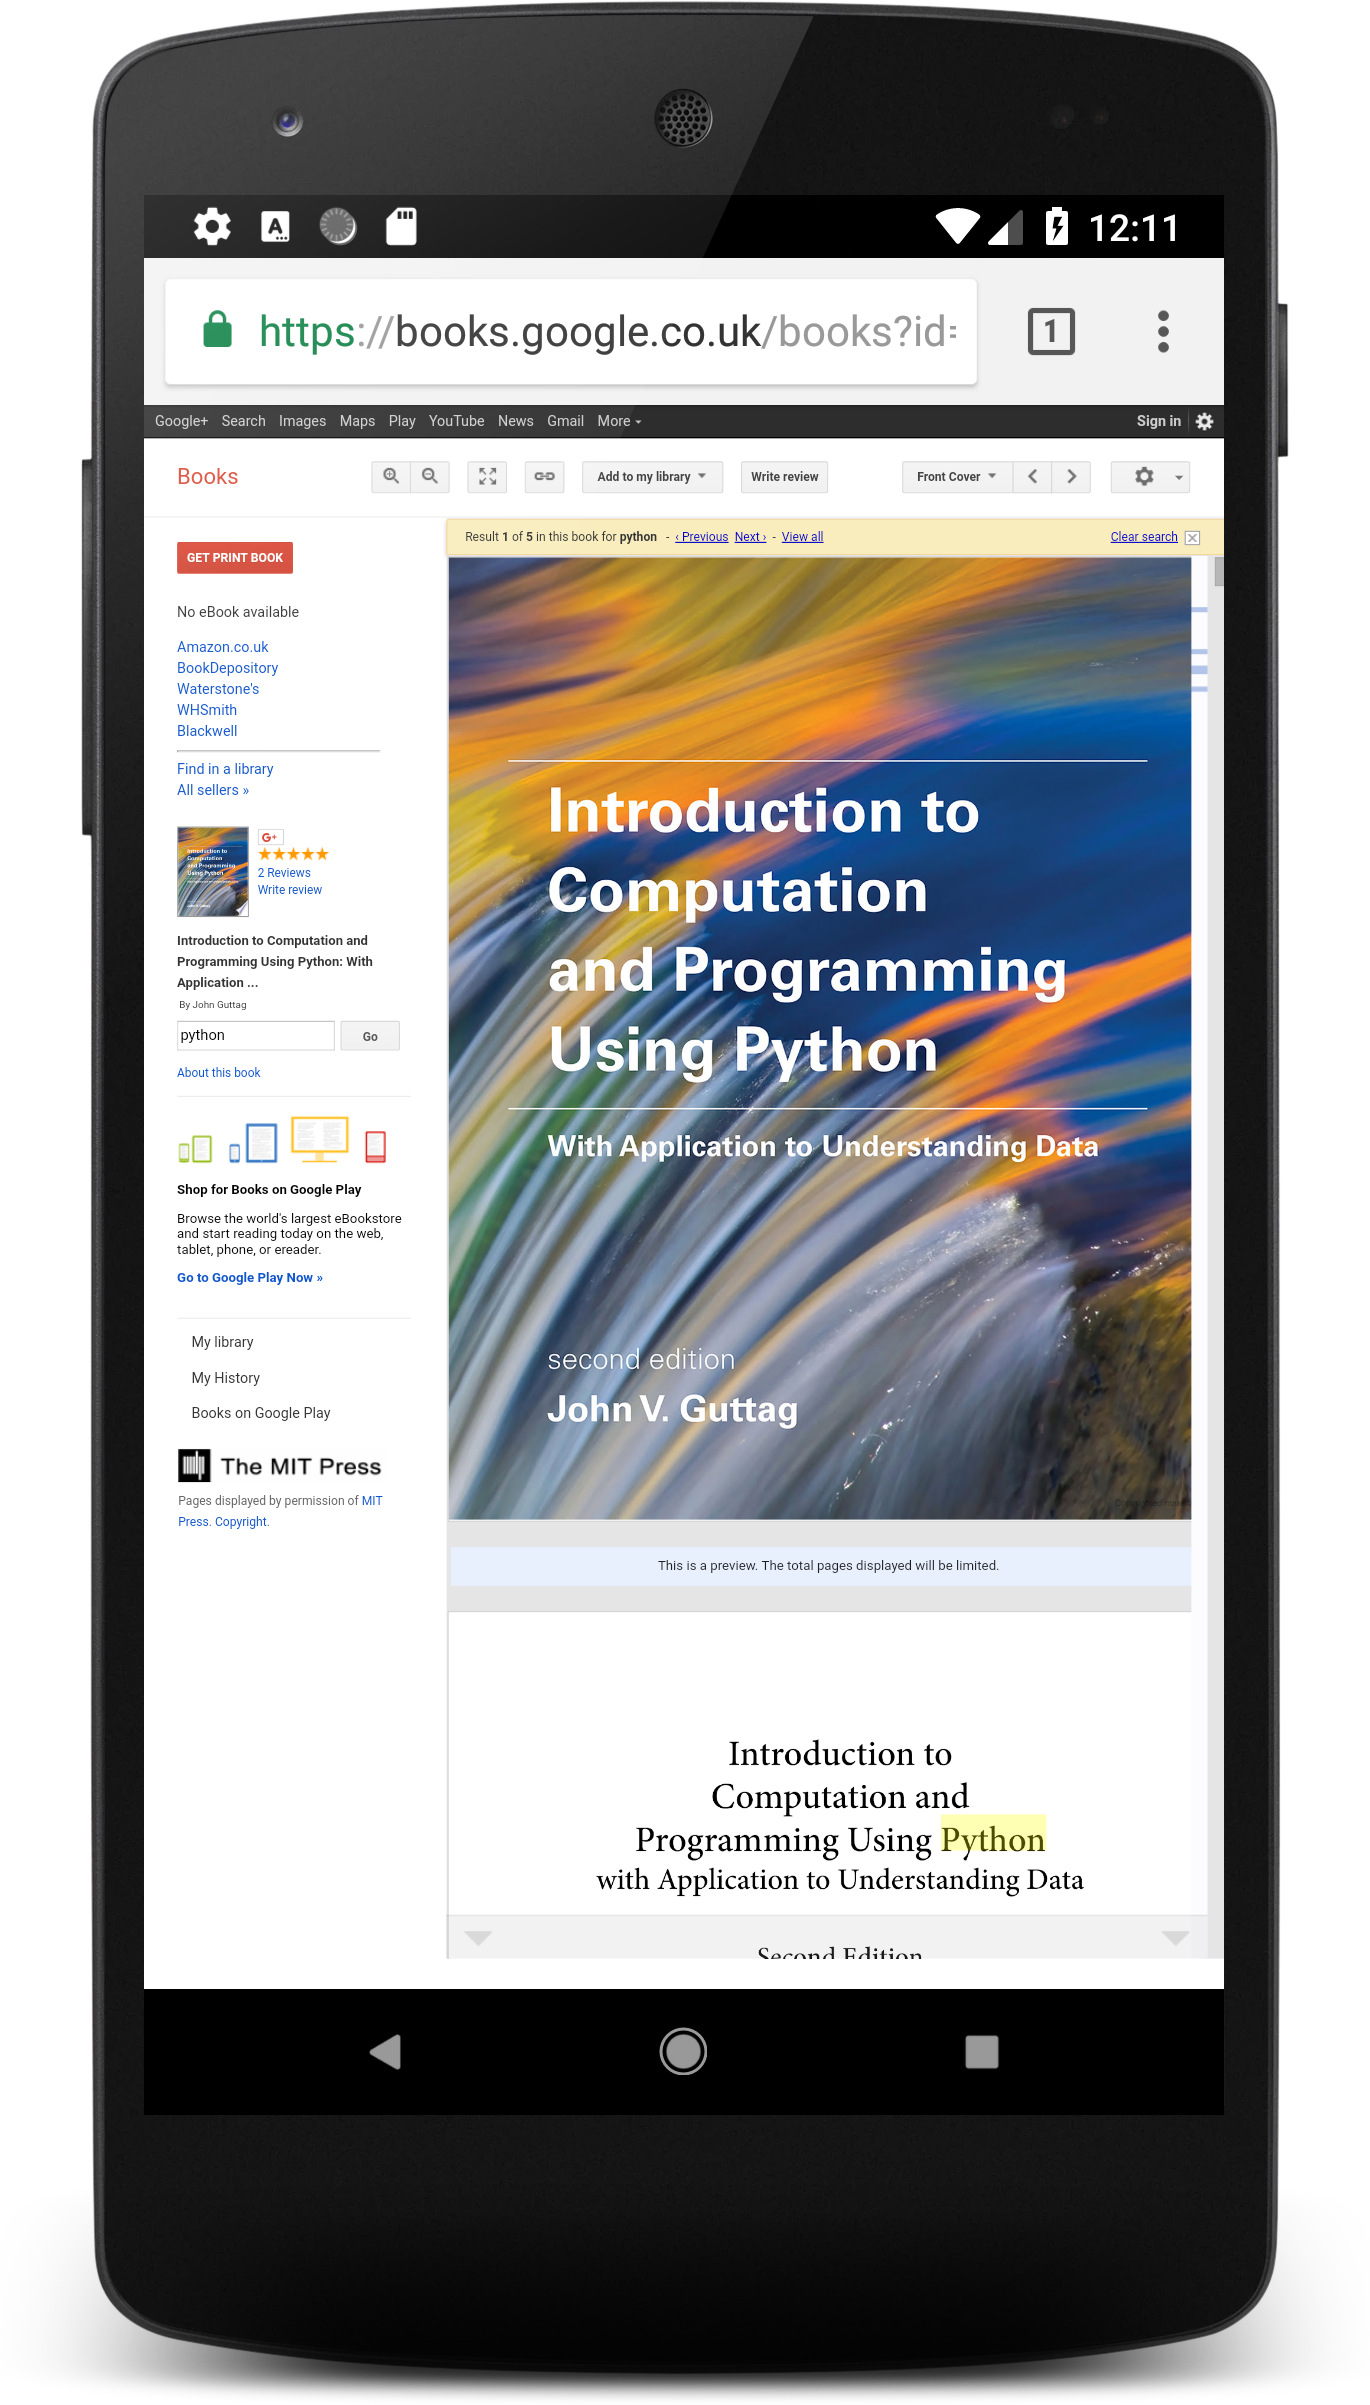 12:11
https://books.google.co.uk/books?id=
1
Google+ Search Images Maps Play YouTube News Gmail More
Sign in
Books
Add to my library
Write review
Front Cover
GET PRINT BOOK
No eBook available
Amazon.co.uk
BookDepository
Waterstone's
WHSmith
Blackwell
Find in a library
All sellers »
G+
2 Reviews
Write review
Introduction to Computation and
Programming Using Python: With
Application ...
By John Guttag
python
Go
About this book
Shop for Books on Google Play
Browse the world's largest eBookstore
and start reading today on the web,
tablet, phone, or ereader.
Go to Google Play Now »
My library
My History
Books on Google Play
The MIT Press
Pages displayed by permission of MIT
Press. Copyright.
Result 1 of 5 in this book for python - ‹ Previous Next › - View all
Clear search
Introduction to
Computation
and Programming
Using Python
With Application to Understanding Data
second edition
John V. Guttag
This is a preview. The total pages displayed will be limited.
Introduction to
Computation and
Programming Using Python
with Application to Understanding Data
Second Edition